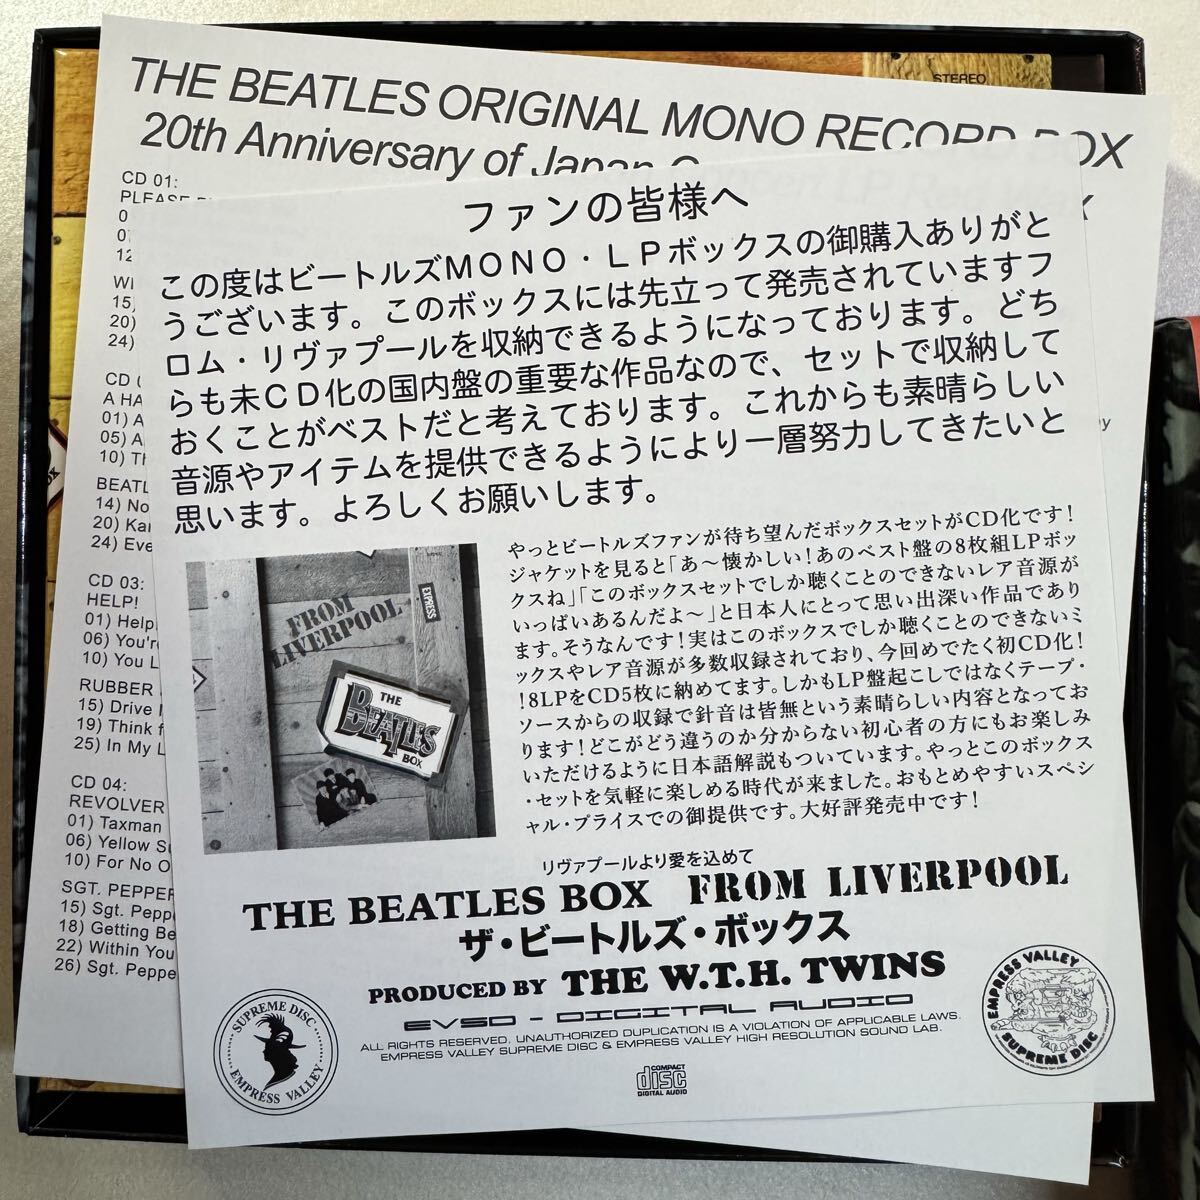 STEREO
THE BEATLES ORIGINAL MONO RECORD BOX
20th Anniversary of Japan
CD 01:
12
15)
20)
24)
A HA
01) A
05) A
10) Th
BEATL
14) No
20) Kan
24) Eve
CD 03:
HELP!
01) Help
06) You're
10) You L
RUBBER
15) Drive
19) Think f
25) In My L
CD 04:
REVOLVER
01) Taxman
06) Yellow Su
10) For No O
SGT. PEPPER
15) Sgt. Pepp
18) Getting Be
22) Within You
26) Sgt. Peppe
ファンの皆様へ
この度はビートルズMONO・LPボックスの御購入ありがと
うございます。このボックスには先立って発売されていますフ
ロム・リヴァプールを収納できるようになっております。どち
らも未CD化の国内盤の重要な作品なので、セットで収納して
おくことがベストだと考えております。これからも素晴らしい
音源やアイテムを提供できるようにより一層努力してきたいと
思います。よろしくお願いします。
やっとビートルズファンが待ち望んだボックスセットがCD化です!
ジャケットを見ると「あ〜懐かしい!あのベスト盤の8枚組LPボッ
クスね」「このボックスセットでしか聴くことのできないレア音源が
いっぱいあるんだよ〜」と日本人にとって思い出深い作品であり
ます。そうなんです!実はこのボックスでしか聴くことのできないミ
ックスやレア音源が多数収録されており、今回めでたく初CD化!
!8LPをCD5枚に納めてます。しかもLP盤起こしではなくテープ・
ソースからの収録で針音は皆無という素晴らしい内容となってお
ります!どこがどう違うのか分からない初心者の方にもお楽しみ
いただけるように日本語解説もついています。やっとこのボックス
・セットを気軽に楽しめる時代が来ました。おもとめやすいスペシ
ャル・プライスでの御提供です。大好評発売中です!
FROM
LIVERPOOL
EXPRESS
THE
BEATLES
BOX
リヴァプールより愛を込めて
THE BEATLES BOX FROM LIVERPOOL
ザ・ビートルズ・ボックス
PRODUCED BY THE W.T.H. TWINS
EVSD - DIGITAL AUDIO
ALL RIGHTS RESERVED. UNAUTHORIZED DUPLICATION IS A VIOLATION OF APPLICABLE LAWS.
EMPRESS VALLEY SUPREME DISC & EMPRESS VALLEY HIGH RESOLUTION SOUND LAB.
SUPREME DISC
EMPRESS VALLEY
COMPACT
disc
DIGITAL AUDIO
EMPRESS VALLEY
SUPREME DISC